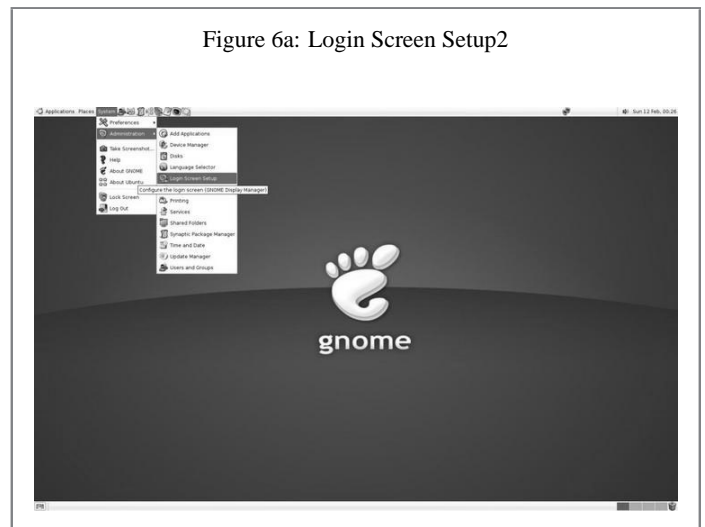 Figure 6a: Login Screen Setup2
Applications Places System
Sun 12 Feb, 00:26
Preferences
Administration
Take Screenshot...
Help
About GNOME
About Ubuntu
Lock Screen
Log Out
Add Applications
Device Manager
Disks
Language Selector
Login Screen Setup
Configure the login screen (GNOME Display Manager)
Printing
Services
Shared Folders
Synaptic Package Manager
Time and Date
Update Manager
Users and Groups
gnome